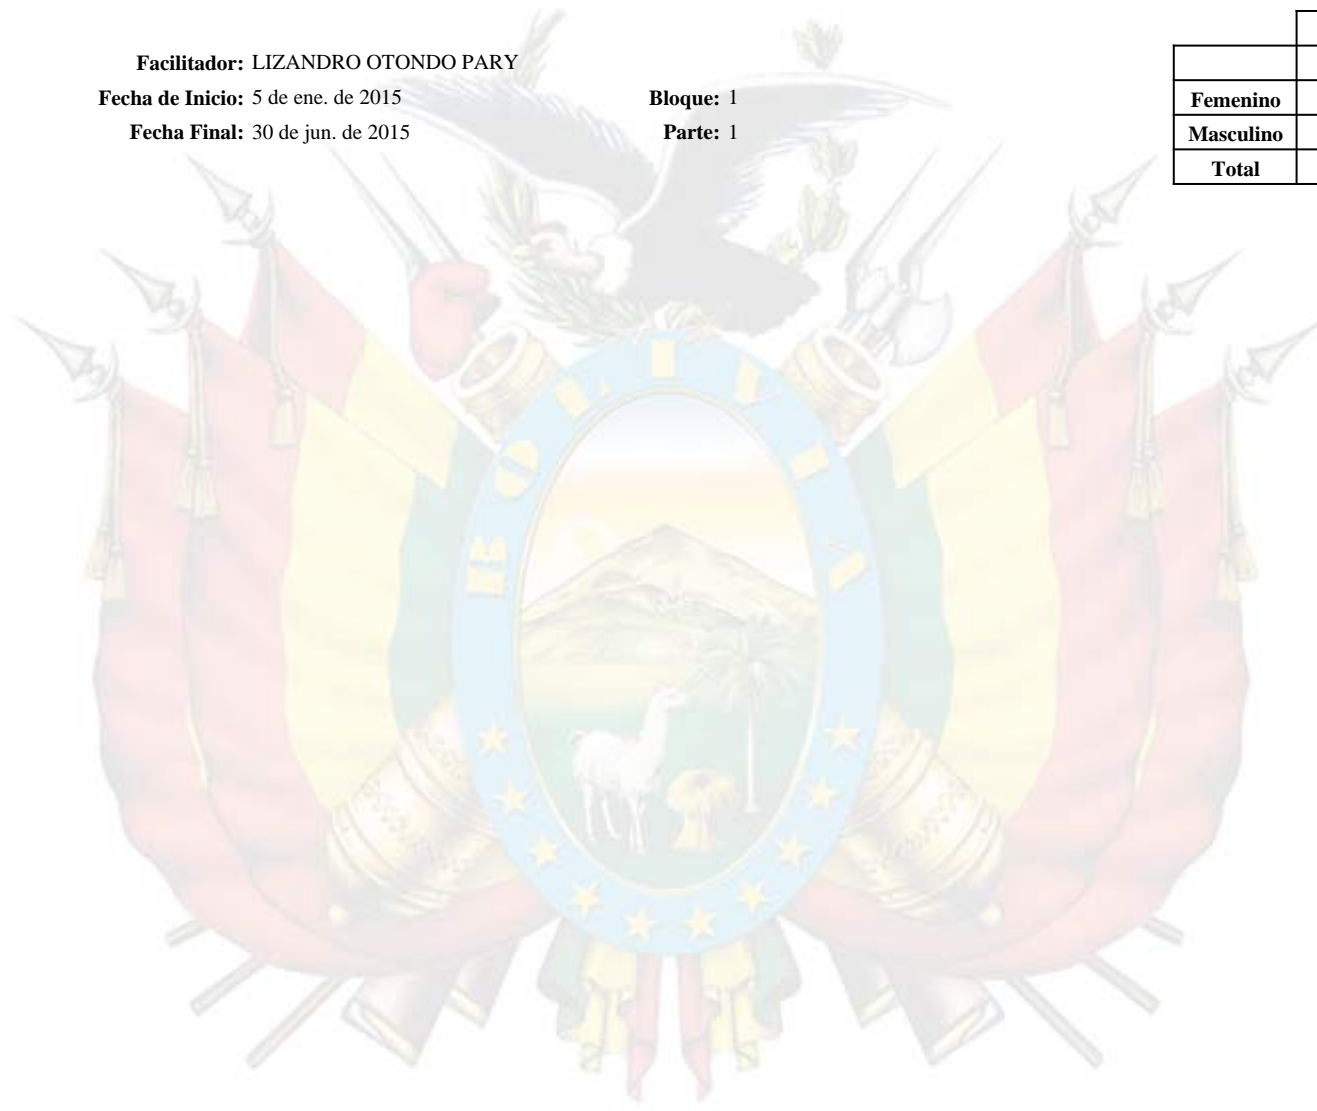 Facilitador: LIZANDRO OTONDO PARY
Fecha de Inicio: 5 de ene. de 2015 Bloque: 1
Fecha Final: 30 de jun. de 2015 Parte: 1
Femenino
Masculino
Total
BOLIVIA